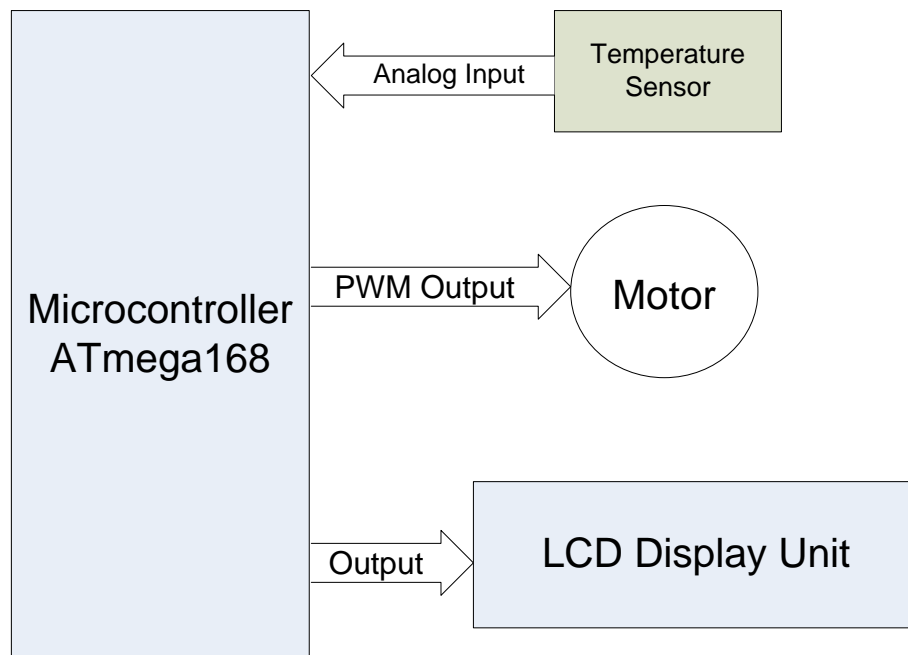 Analog Input
Temperature
Sensor
Microcontroller
ATmega168
PWM Output
Motor
Output
LCD Display Unit